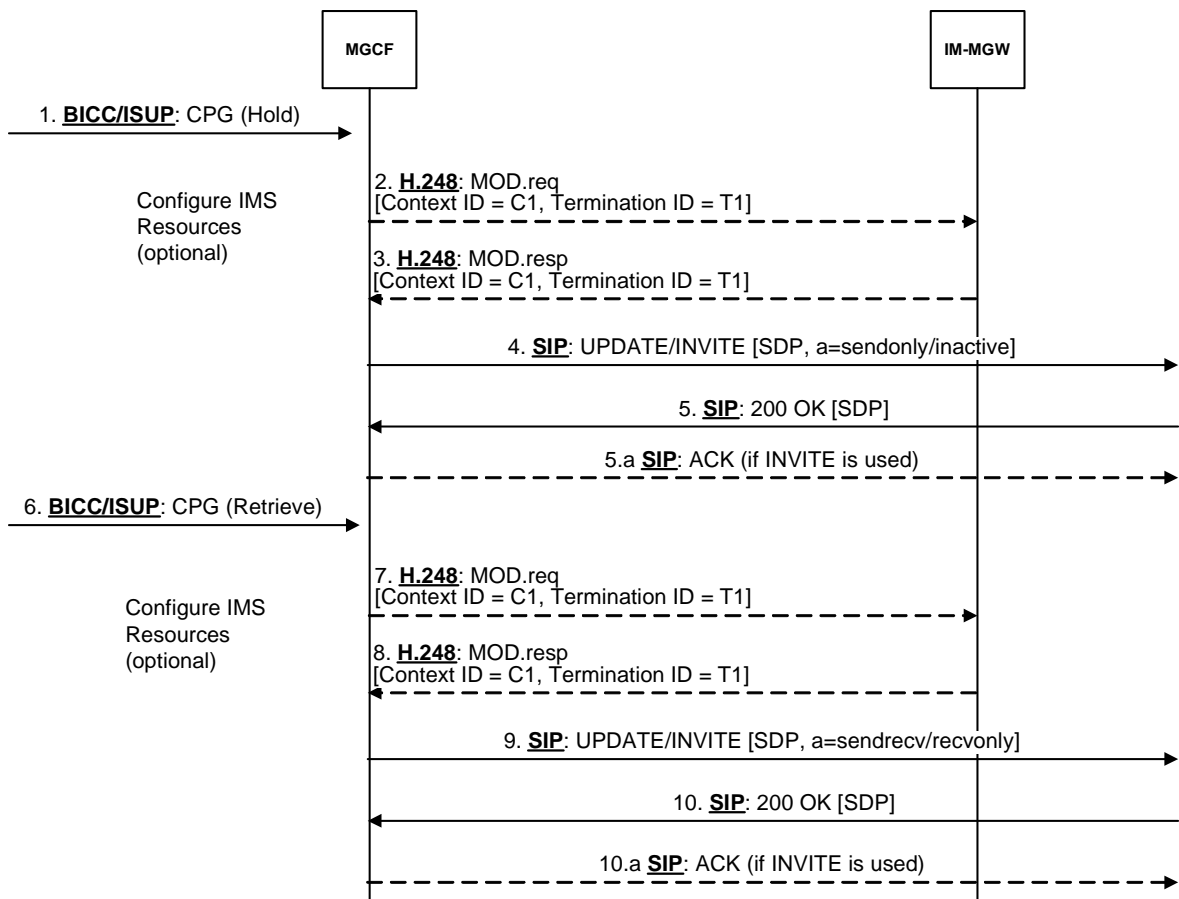 MGCF
IM-MGW
1. BICC/ISUP: CPG (Hold)
Configure IMS
Resources
(optional)
2. H.248: MOD.req
[Context ID = C1, Termination ID = T1]
3. H.248: MOD.resp
[Context ID = C1, Termination ID = T1]
4. SIP: UPDATE/INVITE [SDP, a=sendonly/inactive]
5. SIP: 200 OK [SDP]
5.a SIP: ACK (if INVITE is used)
6. BICC/ISUP: CPG (Retrieve)
Configure IMS
Resources
(optional)
7. H.248: MOD.req
[Context ID = C1, Termination ID = T1]
8. H.248: MOD.resp
[Context ID = C1, Termination ID = T1]
9. SIP: UPDATE/INVITE [SDP, a=sendrecv/recvonly]
10. SIP: 200 OK [SDP]
10.a SIP: ACK (if INVITE is used)